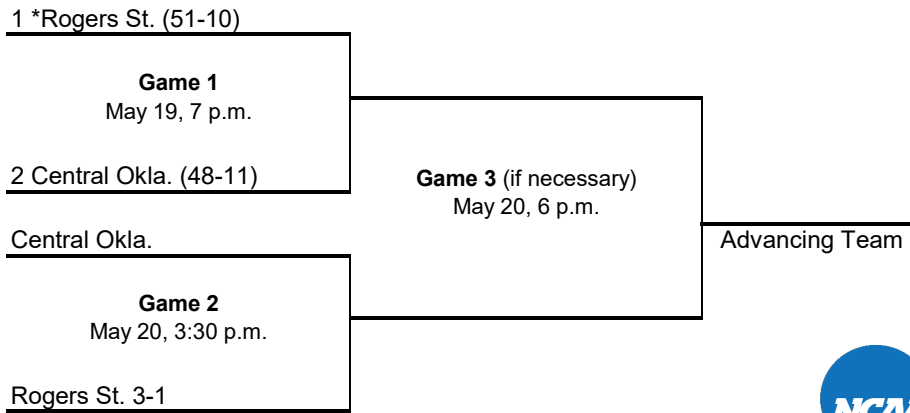 1 *Rogers St. (51-10)
Game 1
May 19, 7 p.m.
2 Central Okla. (48-11)
Game 3 (if necessary)
May 20, 6 p.m.
Central Okla.
Advancing Team
Game 2
May 20, 3:30 p.m.
Rogers St. 3-1